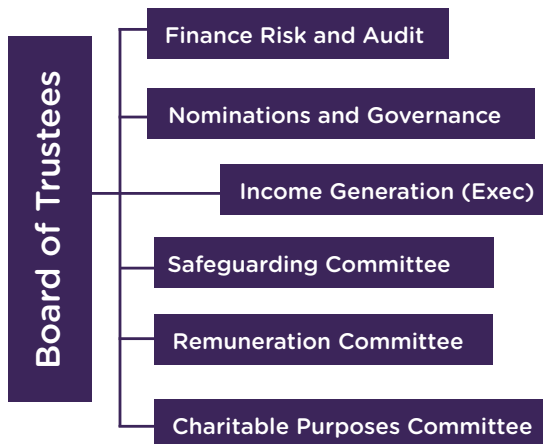 Board of Trustees
Finance Risk and Audit
Nominations and Governance
Income Generation (Exec)
Safeguarding Committee
Remuneration Committee
Charitable Purposes Committee